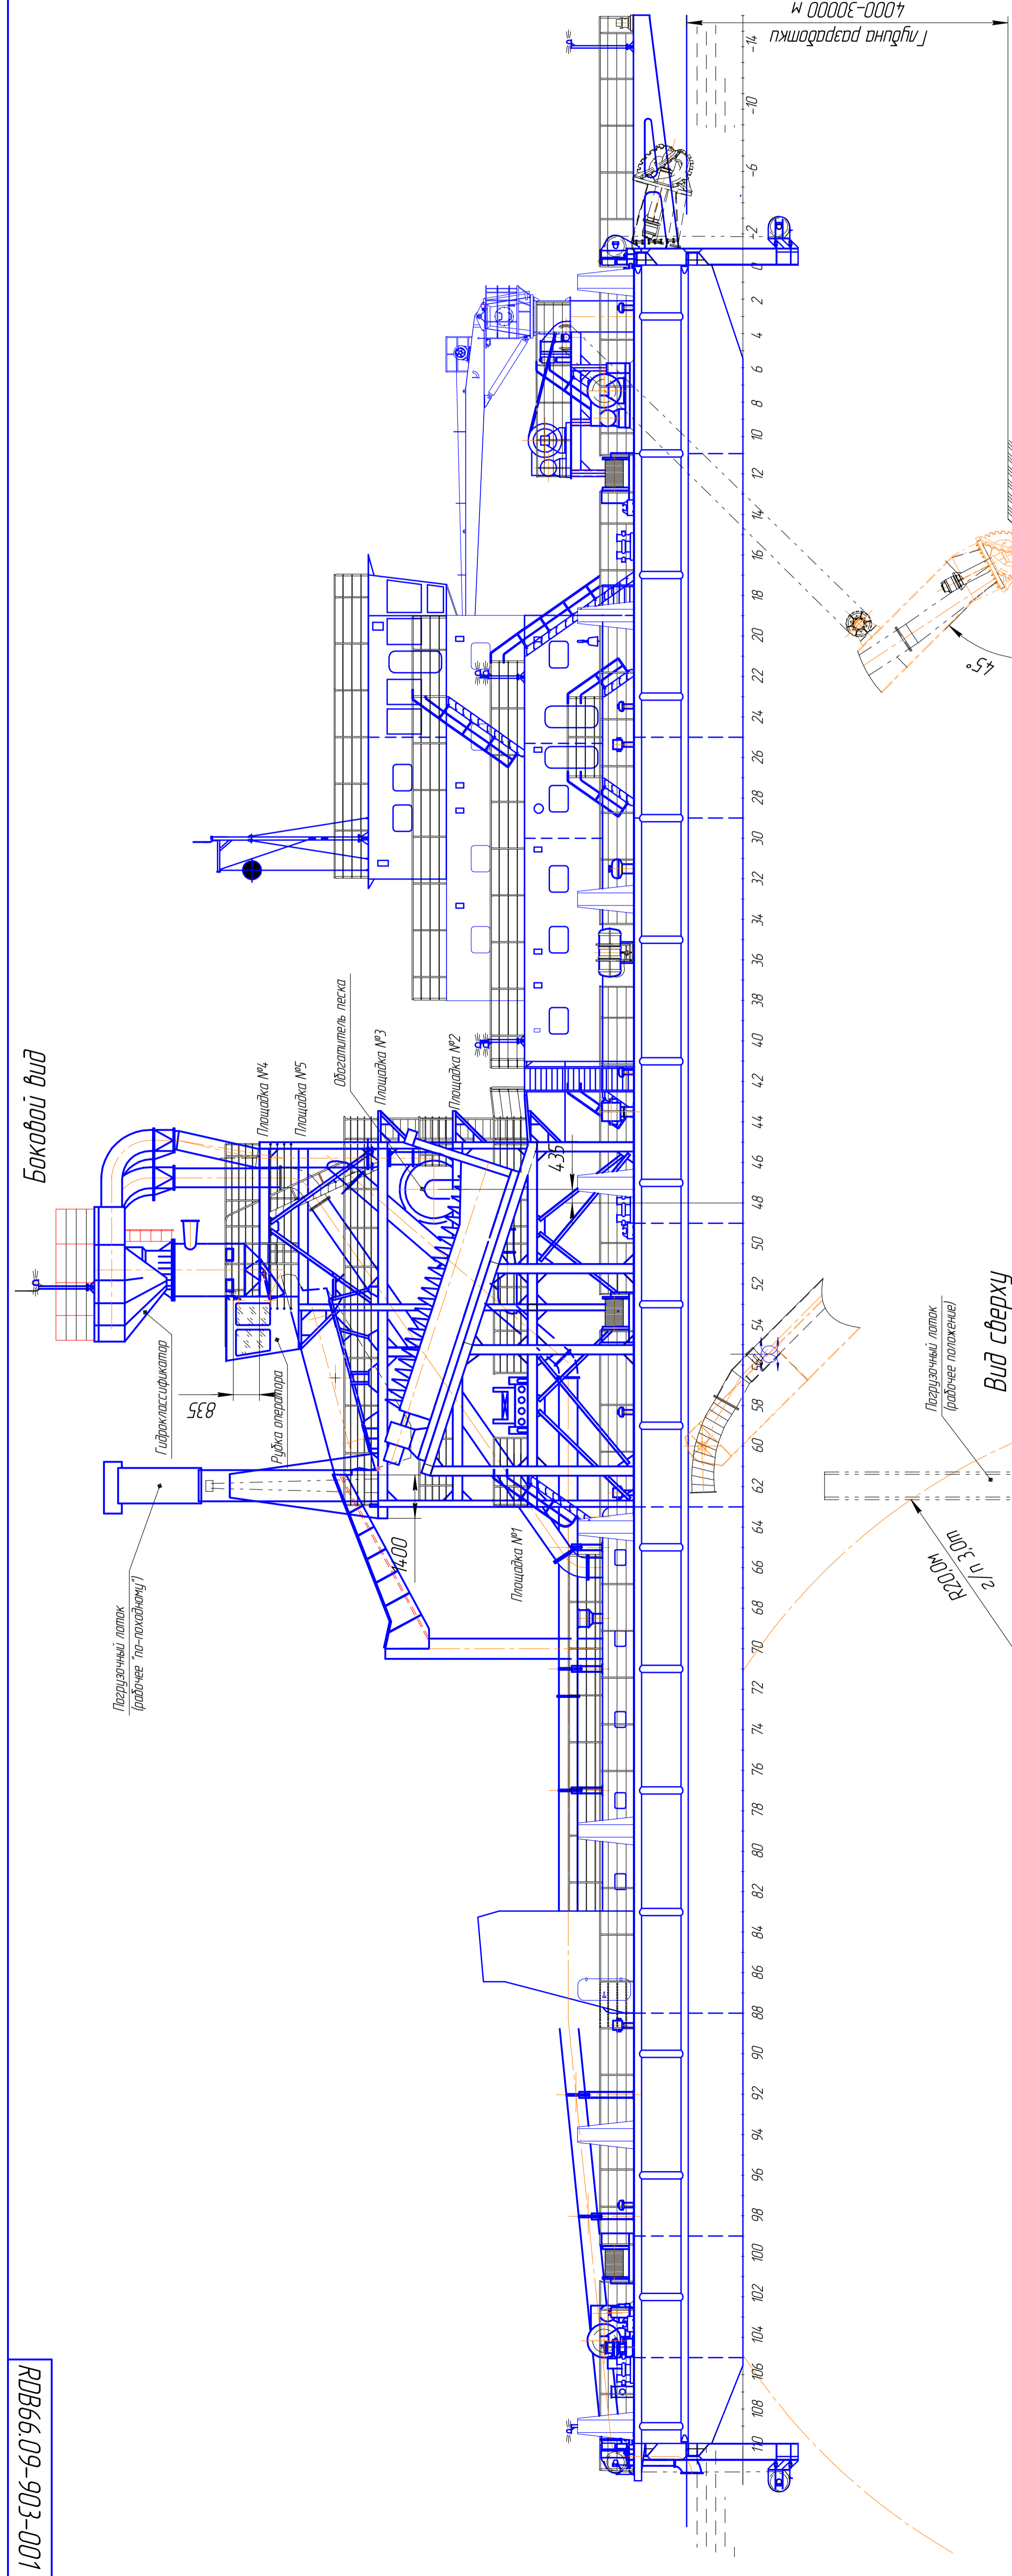 Боковой вид
Глубина разработки
4000-30000 м
45°
Площадка №4
Площадка №5
Обогатитель песка
Площадка №3
Площадка №2
435
Гидроклассификатор
835
Рубка оператора
Погрузочный лоток
(рабочее "по-походному")
1400
Площадка №1
Вид сверху
Погрузочный лоток
(рабочее положение)
R20,0м
г/п 3,0т
-14 -10 -6 -2 0 2 4 6 8 10 12 14 16 18 20 22 24 26 28 30 32 34 36 38 40 42 44 46 48 50 52 54 56 58 60 62 64 66 68 70 72 74 76 78 80 82 84 86 88 90 92 94 96 98 100 102 104 106 108 110
RDB66.09-903-001